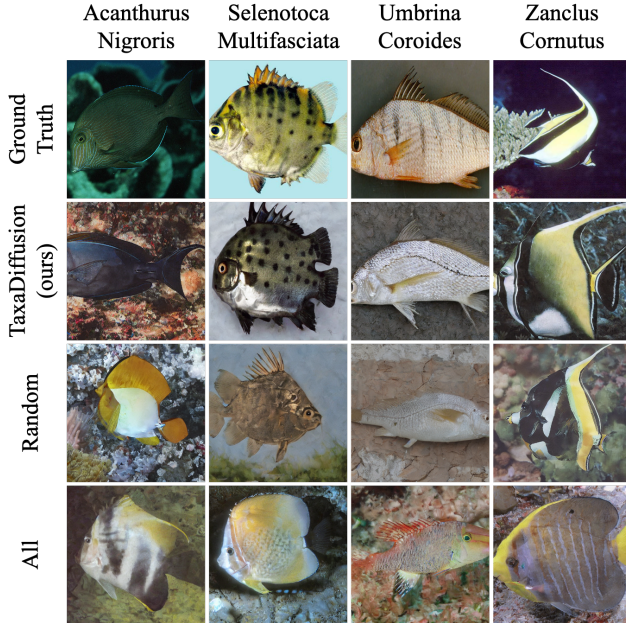 Acanthurus
Nigroris
Selenotoca
Multifasciata
Umbrina
Coroides
Zanclus
Cornutus
Ground
Truth
TaxaDiffusion
(ours)
Random
All